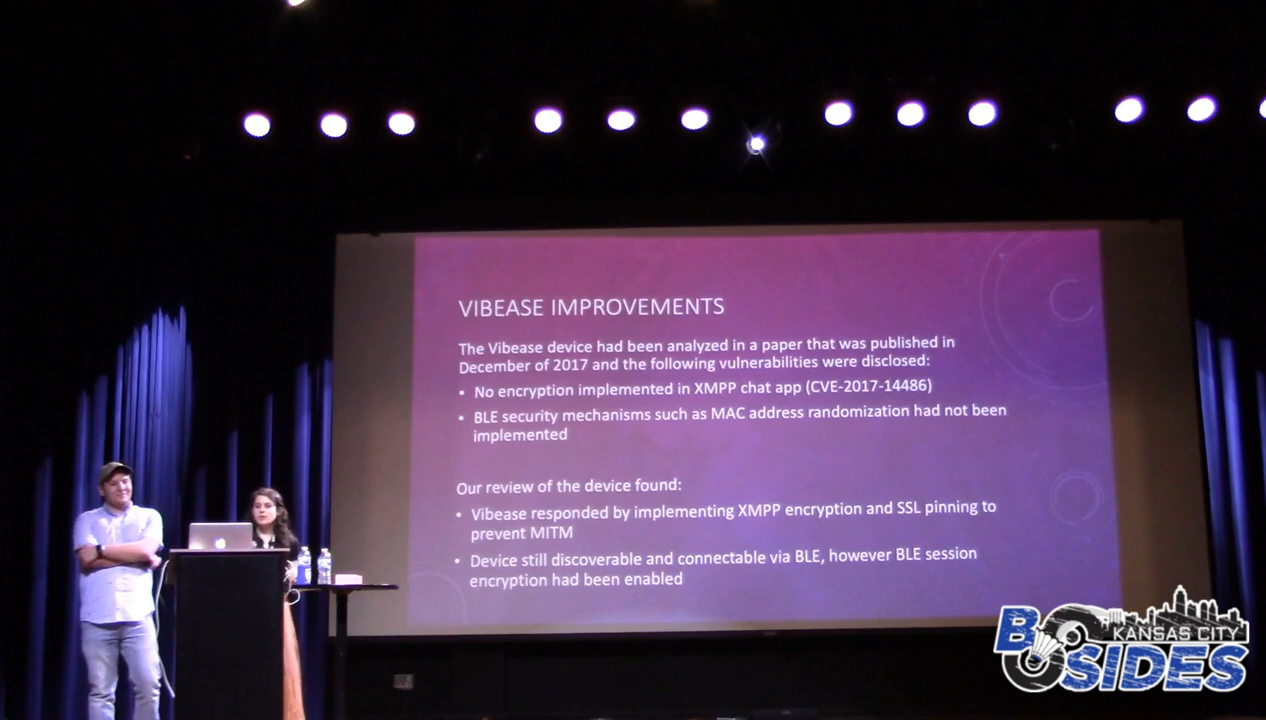 VIBEASE IMPROVEMENTS
The Vibease device had been analyzed in a paper that was published in
December of 2017 and the following vulnerabilities were disclosed:
• No encryption implemented in XMPP chat app (CVE-2017-14486)
• BLE security mechanisms such as MAC address randomization had not been
implemented
Our review of the device found:
• Vibease responded by implementing XMPP encryption and SSL pinning to
prevent MITM
• Device still discoverable and connectable via BLE, however BLE session
encryption had been enabled
KANSAS CITY
B SIDES